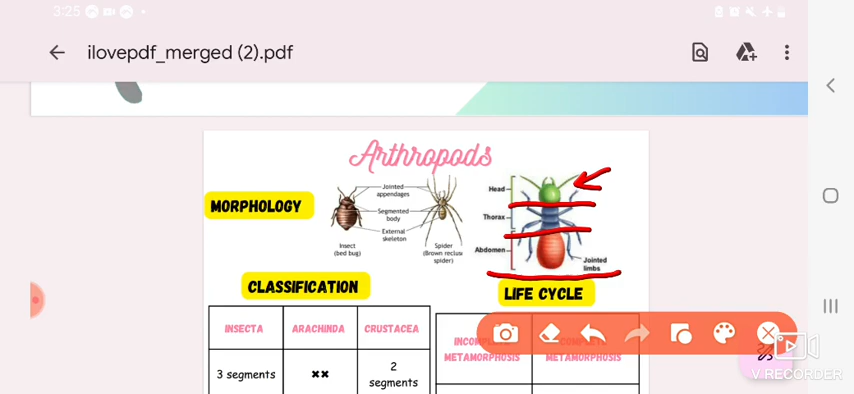 3:25
ilovepdf_merged (2).pdf
Arthropods
MORPHOLOGY
Jointed
appendages
Segmented
body
External
skeleton
Insect
(bed bug)
Spider
(Brown recluse
spider)
Head
Thorax
Abdomen
Jointed
limbs
CLASSIFICATION
LIFE CYCLE
INSECTA
ARACHINDA
CRUSTACEA
3 segments
××
2
segments
METAMORPHOSIS
METAMORPHOSIS
V RECORDER